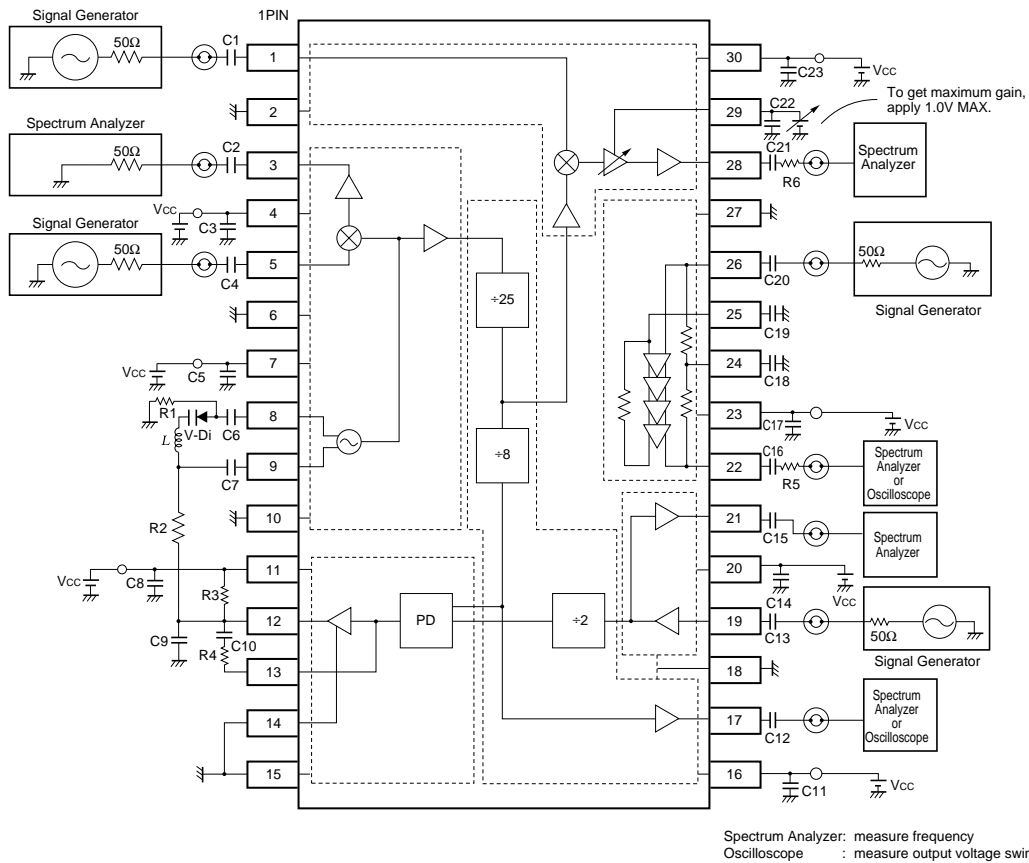 Signal Generator
1PIN
50Ω
C1
1
30
C23
VCC
2
29
C22
To get maximum gain,
apply 1.0V MAX.
Spectrum Analyzer
50Ω
C2
3
28
C21
R6
Spectrum
Analyzer
VCC
C3
4
27
Signal Generator
50Ω
C4
5
÷25
26
C20
50Ω
Signal Generator
6
25
C19
VCC
C5
7
24
C18
R1
V-Di
C6
8
23
C17
VCC
L
C7
9
÷8
22
C16
R5
Spectrum
Analyzer
or
Oscilloscope
10
21
C15
Spectrum
Analyzer
R2
VCC
C8
11
20
C14
VCC
R3
12
PD
÷2
19
C13
50Ω
Signal Generator
C9
C10
R4
13
18
14
17
C12
Spectrum
Analyzer
or
Oscilloscope
15
16
C11
VCC
Spectrum Analyzer: measure frequency
Oscilloscope : measure output voltage swin